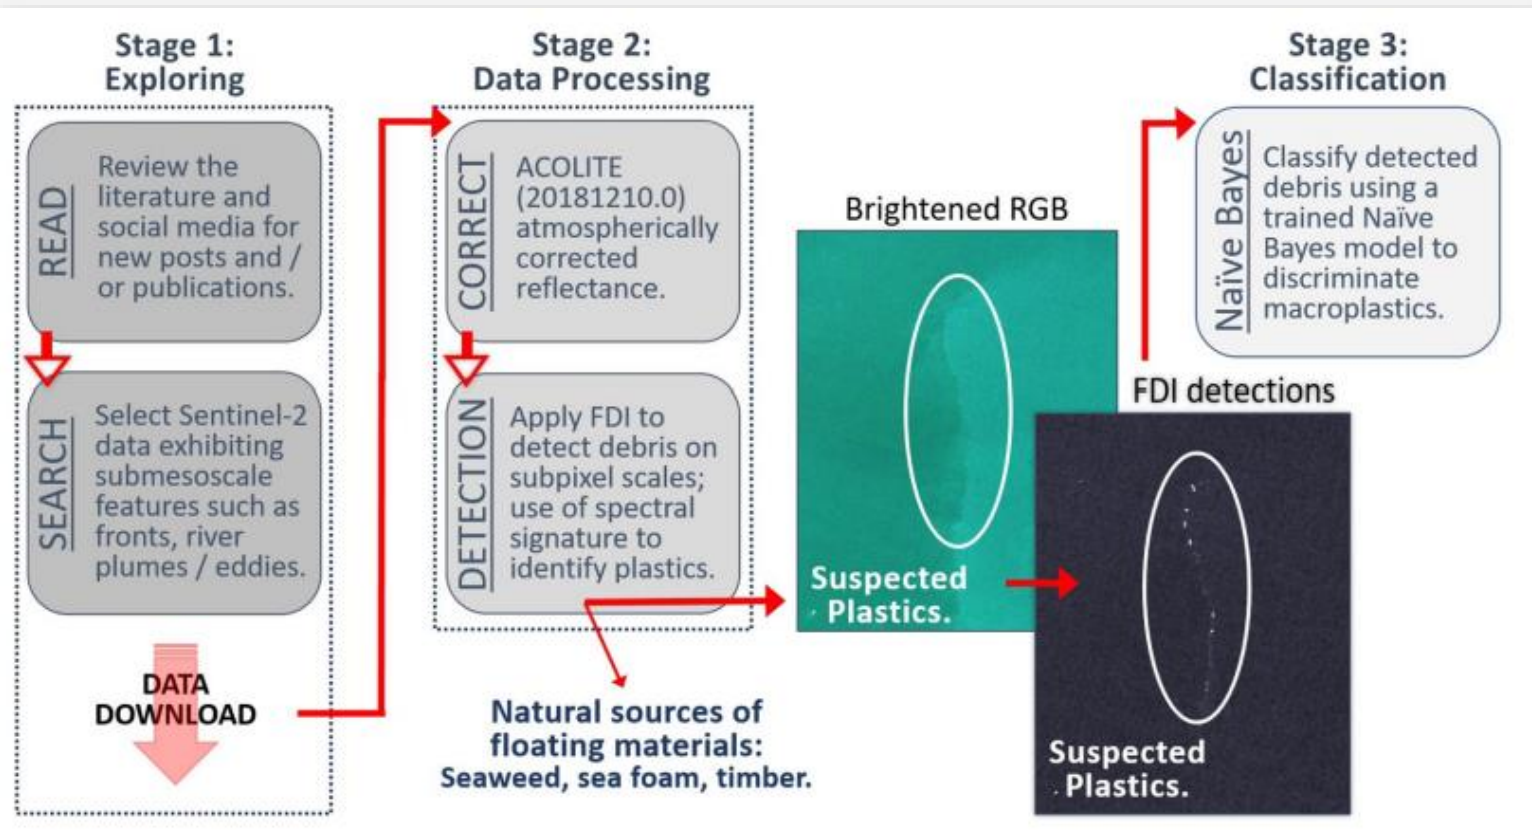 Stage 1:
Exploring
READ
Review the
literature and
social media for
new posts and /
or publications.
SEARCH
Select Sentinel-2
data exhibiting
submesoscale
features such as
fronts, river
plumes / eddies.
DATA
DOWNLOAD
Stage 2:
Data Processing
CORRECT
ACOLITE
(20181210.0)
atmospherically
corrected
reflectance.
DETECTION
Apply FDI to
detect debris on
subpixel scales;
use of spectral
signature to
identify plastics.
Natural sources of
floating materials:
Seaweed, sea foam, timber.
Brightened RGB
Suspected
Plastics.
FDI detections
Suspected
Plastics.
Stage 3:
Classification
Naïve Bayes
Classify detected
debris using a
trained Naïve
Bayes model to
discriminate
macroplastics.